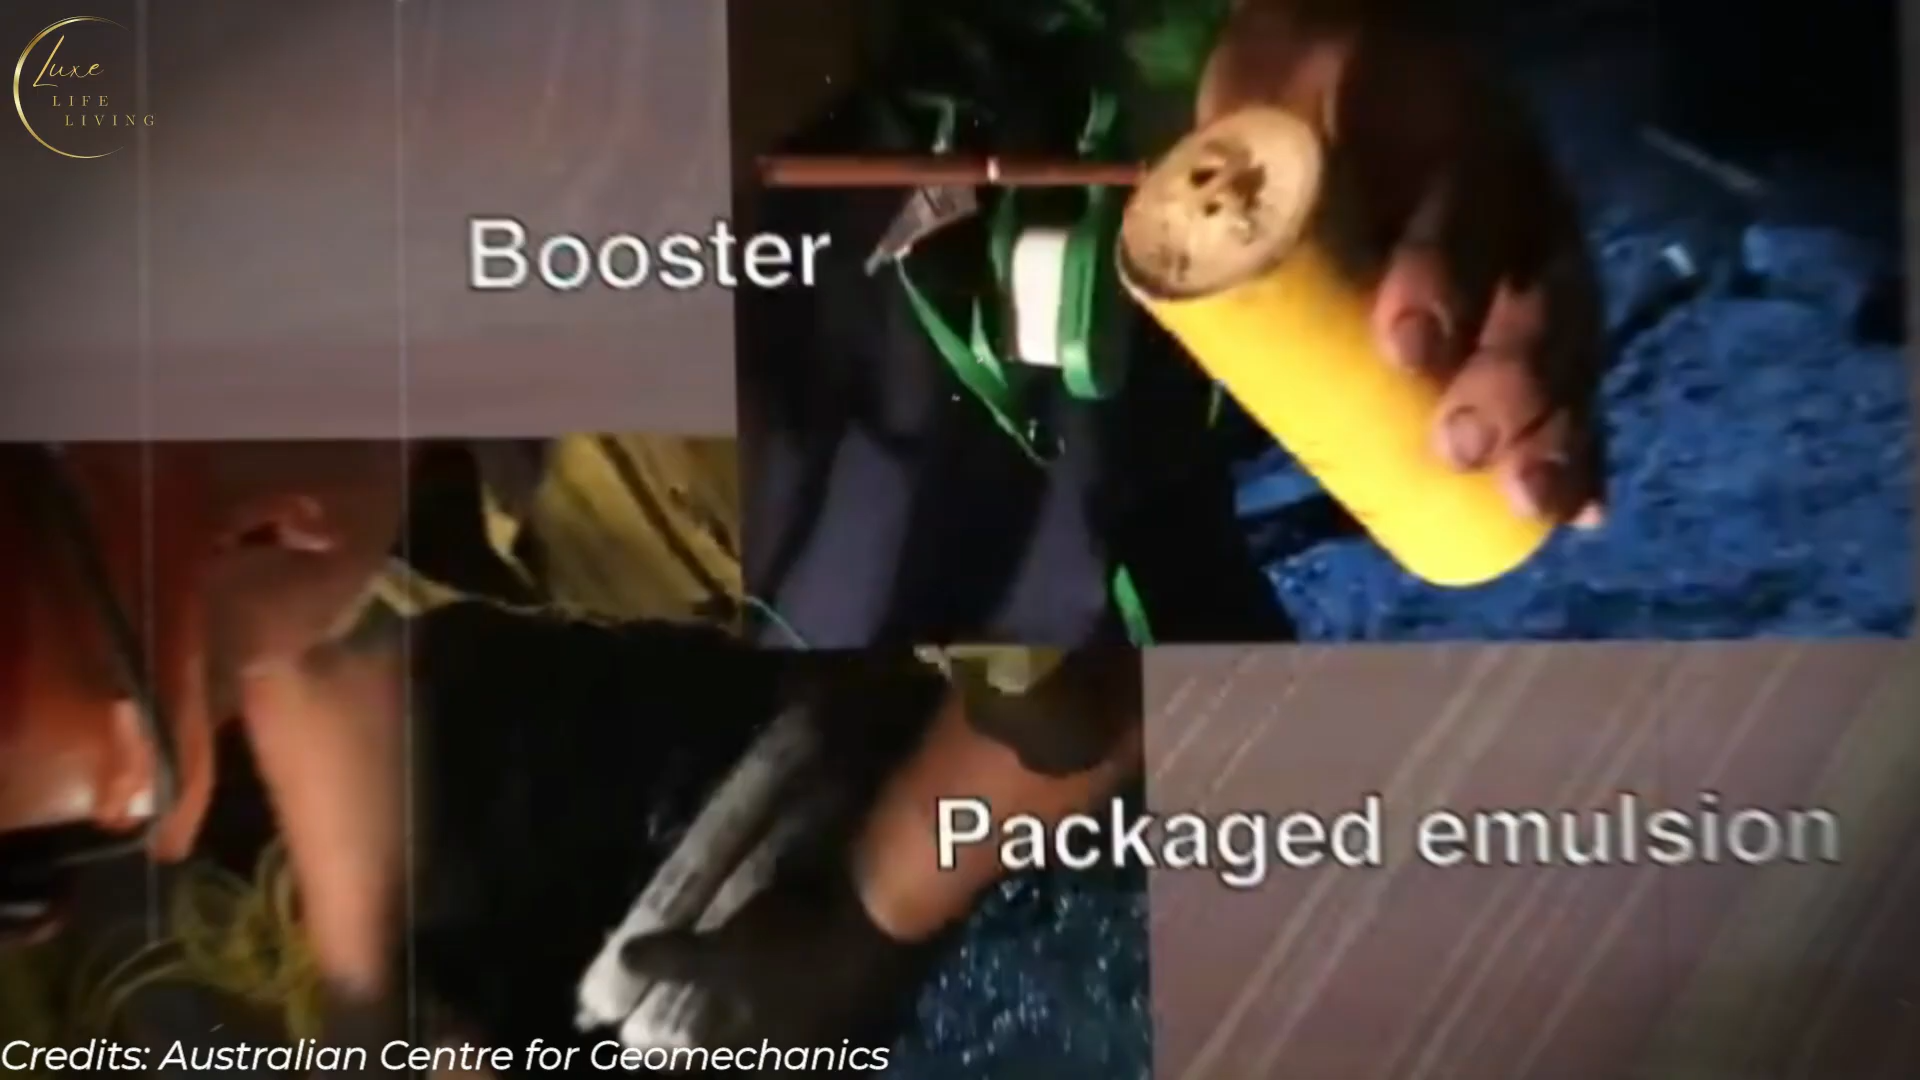 Luxe
LIFE
LIVING
Booster
Packaged emulsion
Credits: Australian Centre for Geomechanics